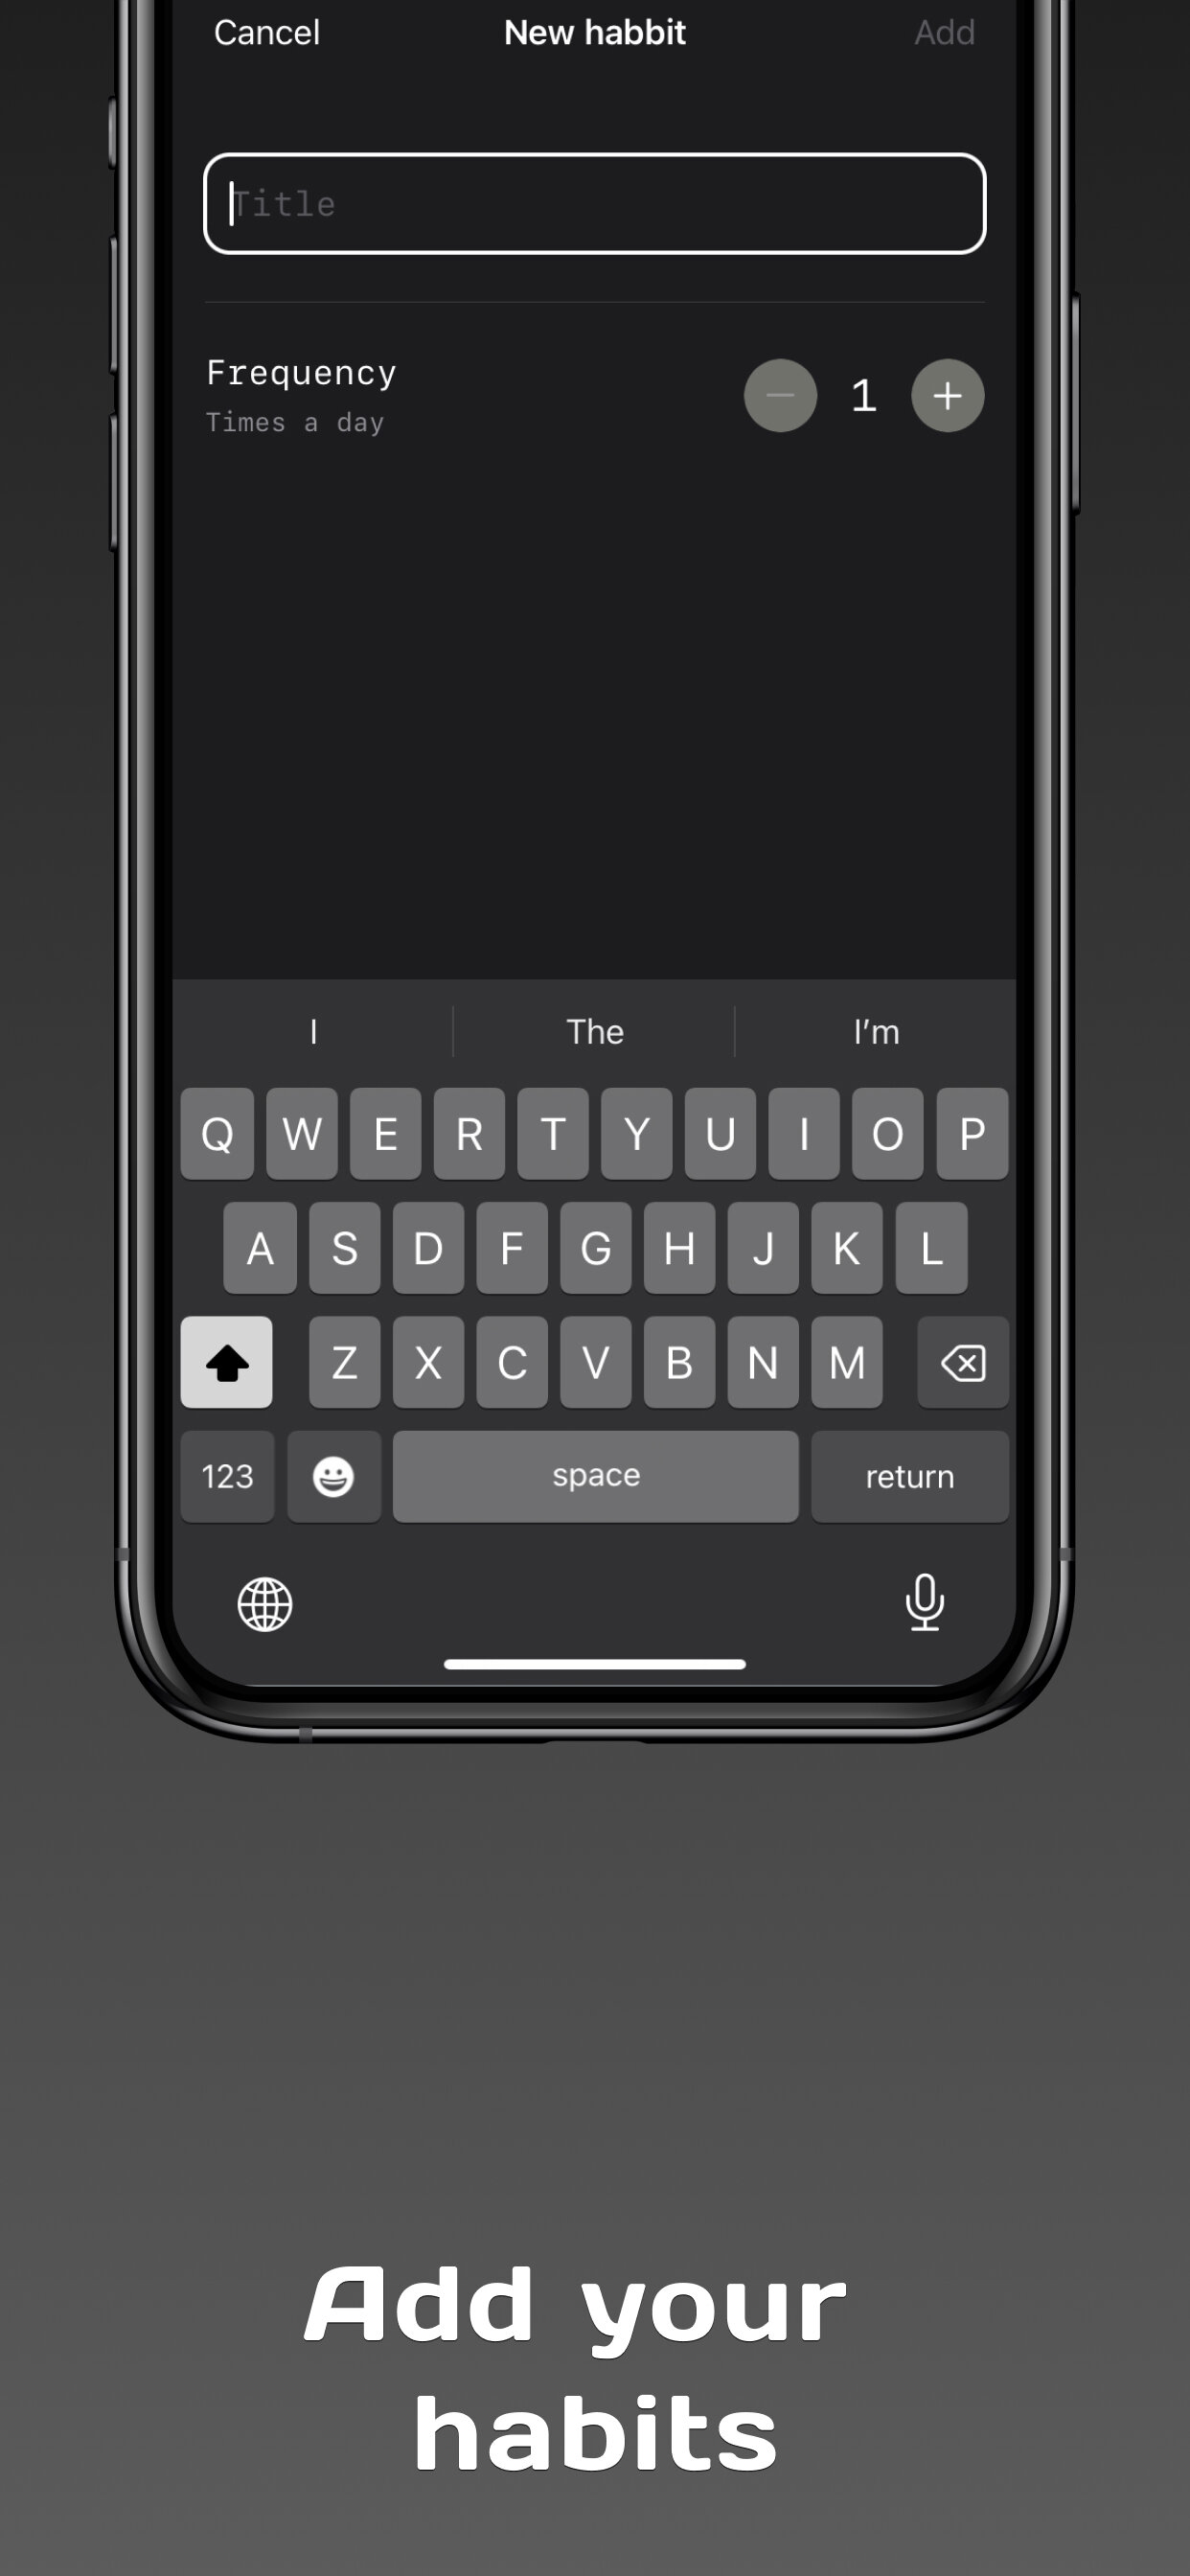 Cancel New habbit Add
Title
Frequency
Times a day
1
I The I'm
Q W E R T Y U I O P
A S D F G H J K L
Z X C V B N M
123 space return
Add your
habits